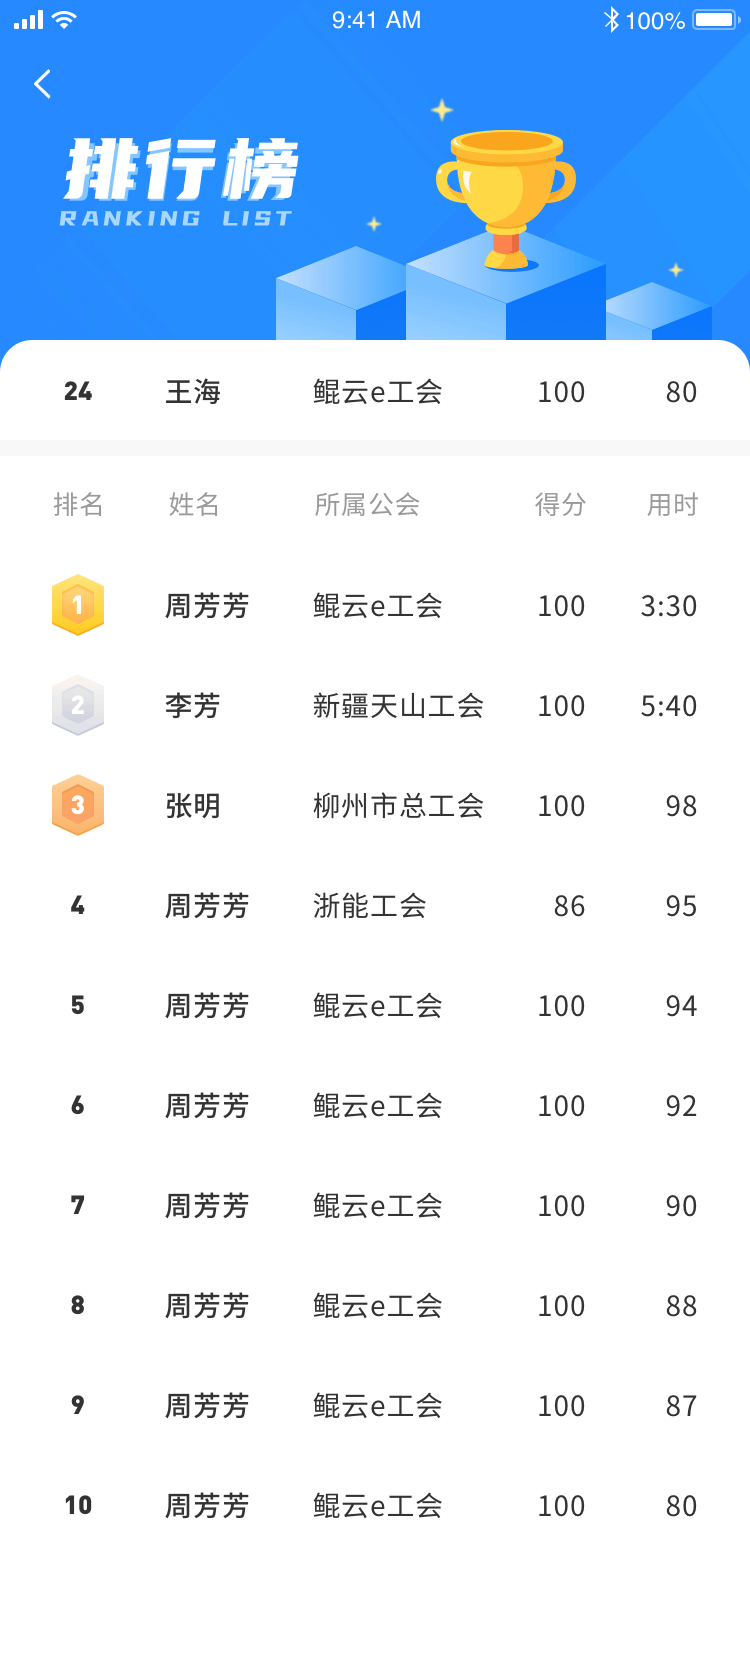 9:41 AM 100%
排行榜
RANKING LIST
24 王海 鲲云e工会 100 80
排名 姓名 所属公会 得分 用时
1 周芳芳 鲲云e工会 100 3:30
2 李芳 新疆天山工会 100 5:40
3 张明 柳州市总工会 100 98
4 周芳芳 浙能工会 86 95
5 周芳芳 鲲云e工会 100 94
6 周芳芳 鲲云e工会 100 92
7 周芳芳 鲲云e工会 100 90
8 周芳芳 鲲云e工会 100 88
9 周芳芳 鲲云e工会 100 87
10 周芳芳 鲲云e工会 100 80